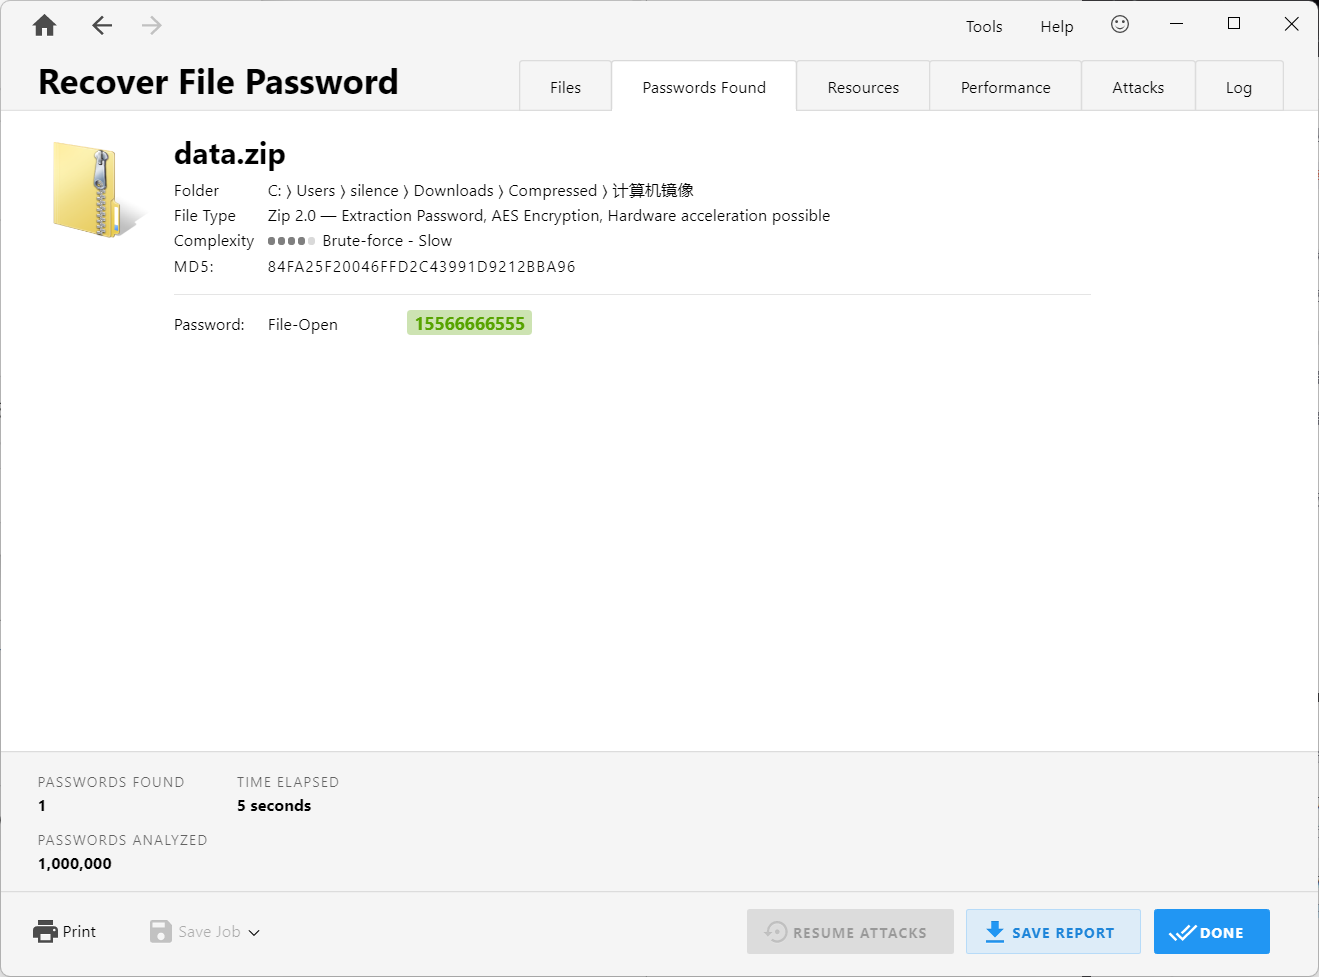 Tools Help
Recover File Password
Files Passwords Found Resources Performance Attacks Log
data.zip
Folder C: ⟩ Users ⟩ silence ⟩ Downloads ⟩ Compressed ⟩ 计算机镜像
File Type Zip 2.0 — Extraction Password, AES Encryption, Hardware acceleration possible
Complexity Brute-force - Slow
MD5: 84FA25F20046FFD2C43991D9212BBA96
Password: File-Open 15566666555
PASSWORDS FOUND TIME ELAPSED
1 5 seconds
PASSWORDS ANALYZED
1,000,000
Print Save Job RESUME ATTACKS SAVE REPORT DONE